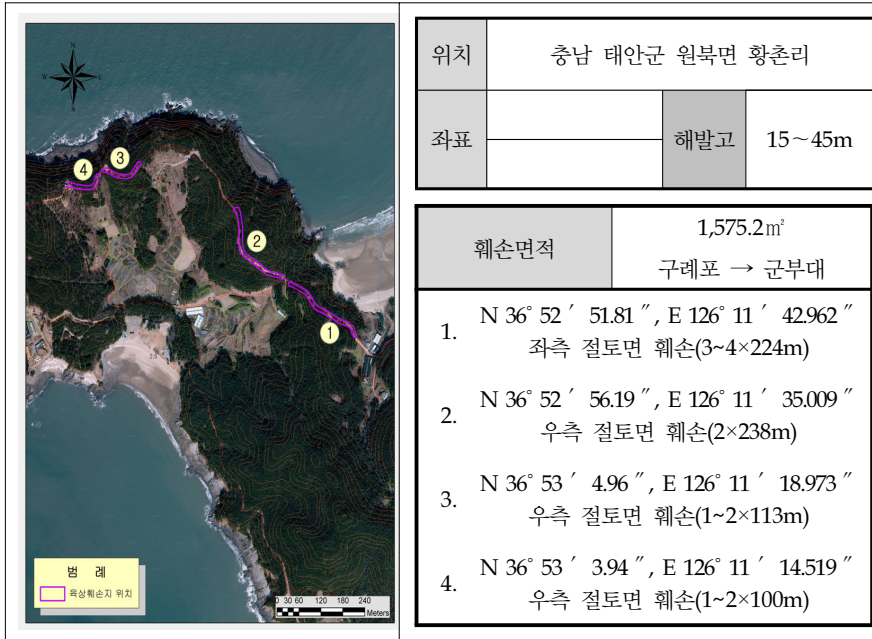 N
W
E
S
4
3
2
1
2.5
범 례
육상훼손지 위치
0 30 60 120 180 240
Meters
위치
충남 태안군 원북면 황촌리
좌표
해발고
15～45m
훼손면적
1,575.2㎡
구례포 → 군부대
1.
N 36° 52 ′ 51.81 ″, E 126° 11 ′ 42.962 ″
좌측 절토면 훼손(3~4×224m)
2.
N 36° 52 ′ 56.19 ″, E 126° 11 ′ 35.009 ″
우측 절토면 훼손(2×238m)
3.
N 36° 53 ′ 4.96 ″, E 126° 11 ′ 18.973 ″
우측 절토면 훼손(1~2×113m)
4.
N 36° 53 ′ 3.94 ″, E 126° 11 ′ 14.519 ″
우측 절토면 훼손(1~2×100m)